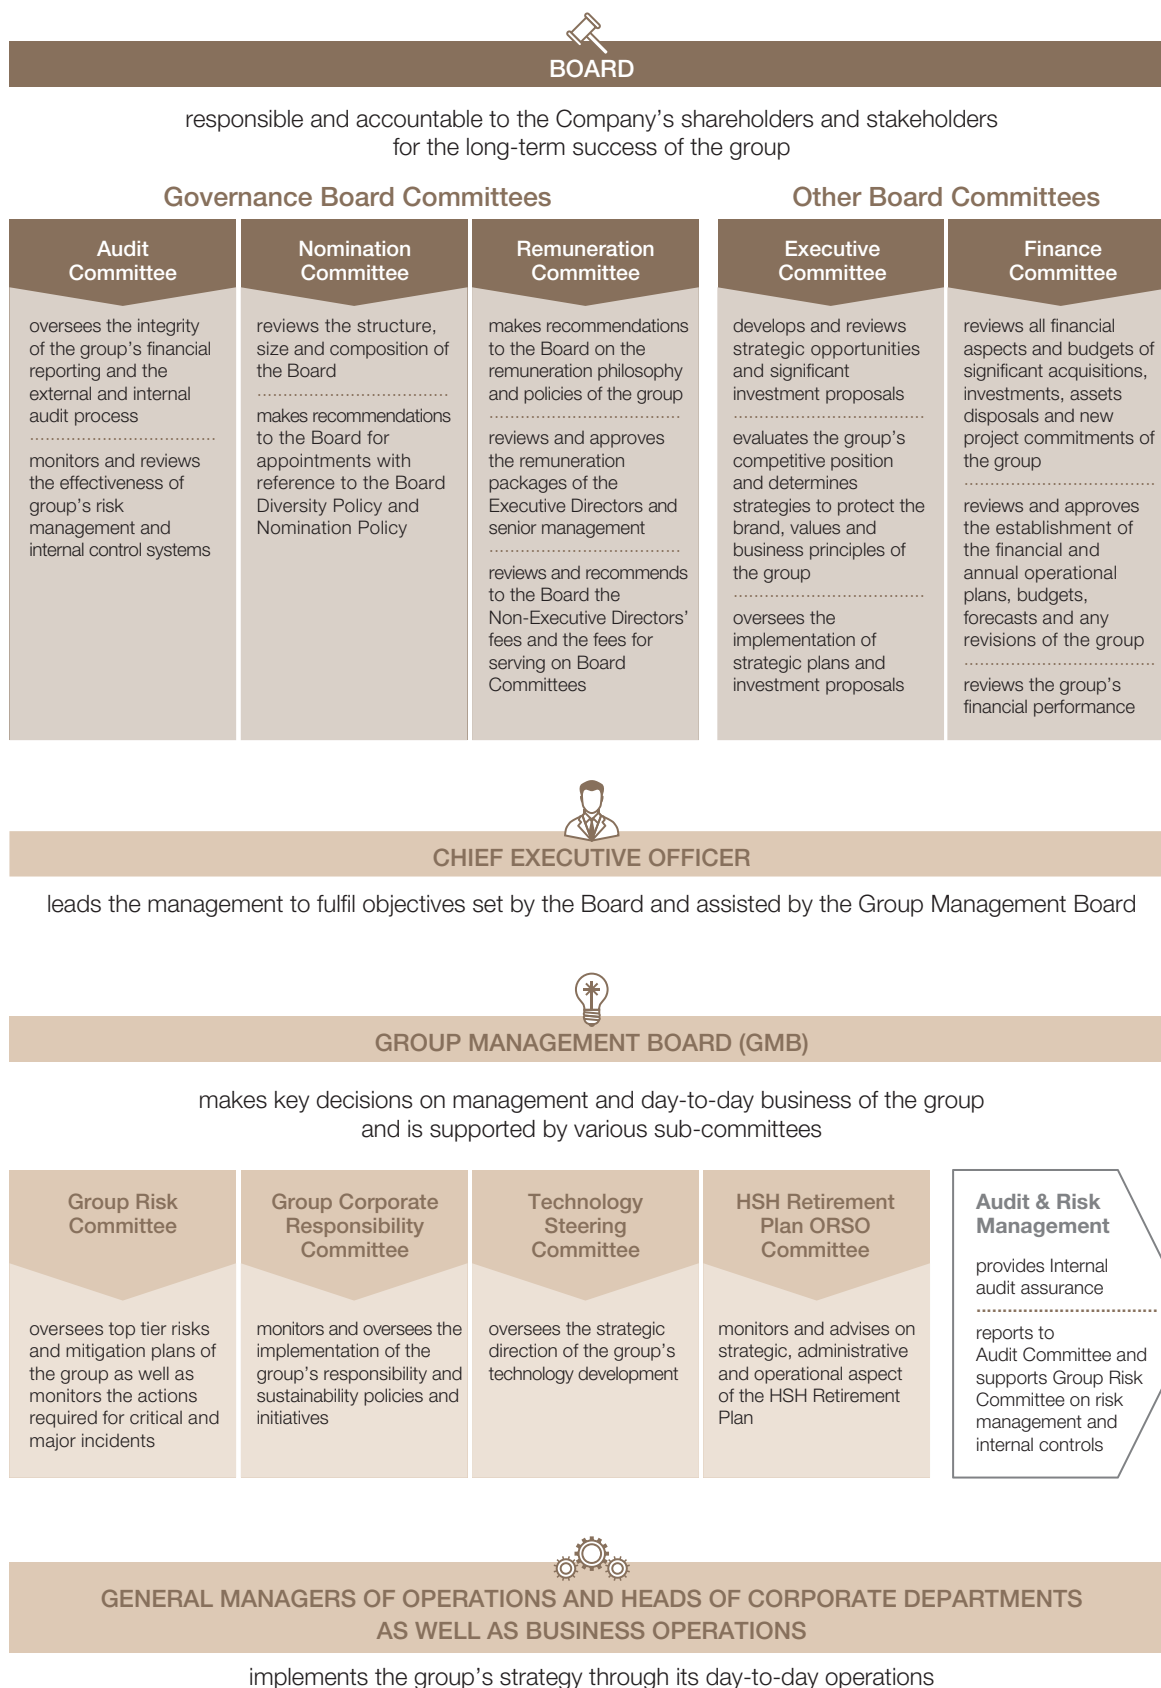 BOARD
responsible and accountable to the Company's shareholders and stakeholders
for the long-term success of the group
Governance Board Committees
Audit
Committee
oversees the integrity
of the group's financial
reporting and the
external and internal
audit process
monitors and reviews
the effectiveness of
group's risk
management and
internal control systems
Nomination
Committee
reviews the structure,
size and composition of
the Board
makes recommendations
to the Board for
appointments with
reference to the Board
Diversity Policy and
Nomination Policy
Remuneration
Committee
makes recommendations
to the Board on the
remuneration philosophy
and policies of the group
reviews and approves
the remuneration
packages of the
Executive Directors and
senior management
reviews and recommends
to the Board the
Non-Executive Directors'
fees and the fees for
serving on Board
Committees
Other Board Committees
Executive
Committee
develops and reviews
strategic opportunities
and significant
investment proposals
evaluates the group's
competitive position
and determines
strategies to protect the
brand, values and
business principles of
the group
oversees the
implementation of
strategic plans and
investment proposals
Finance
Committee
reviews all financial
aspects and budgets of
significant acquisitions,
investments, assets
disposals and new
project commitments of
the group
reviews and approves
the establishment of
the financial and
annual operational
plans, budgets,
forecasts and any
revisions of the group
reviews the group's
financial performance
CHIEF EXECUTIVE OFFICER
leads the management to fulfil objectives set by the Board and assisted by the Group Management Board
GROUP MANAGEMENT BOARD (GMB)
makes key decisions on management and day-to-day business of the group
and is supported by various sub-committees
Group Risk
Committee
oversees top tier risks
and mitigation plans of
the group as well as
monitors the actions
required for critical and
major incidents
Group Corporate
Responsibility
Committee
monitors and oversees the
implementation of the
group's responsibility and
sustainability policies and
initiatives
Technology
Steering
Committee
oversees the strategic
direction of the group's
technology development
HSH Retirement
Plan ORSO
Committee
monitors and advises on
strategic, administrative
and operational aspect
of the HSH Retirement
Plan
Audit & Risk
Management
provides Internal
audit assurance
reports to
Audit Committee and
supports Group Risk
Committee on risk
management and
internal controls
GENERAL MANAGERS OF OPERATIONS AND HEADS OF CORPORATE DEPARTMENTS
AS WELL AS BUSINESS OPERATIONS
implements the group's strategy through its day-to-day operations